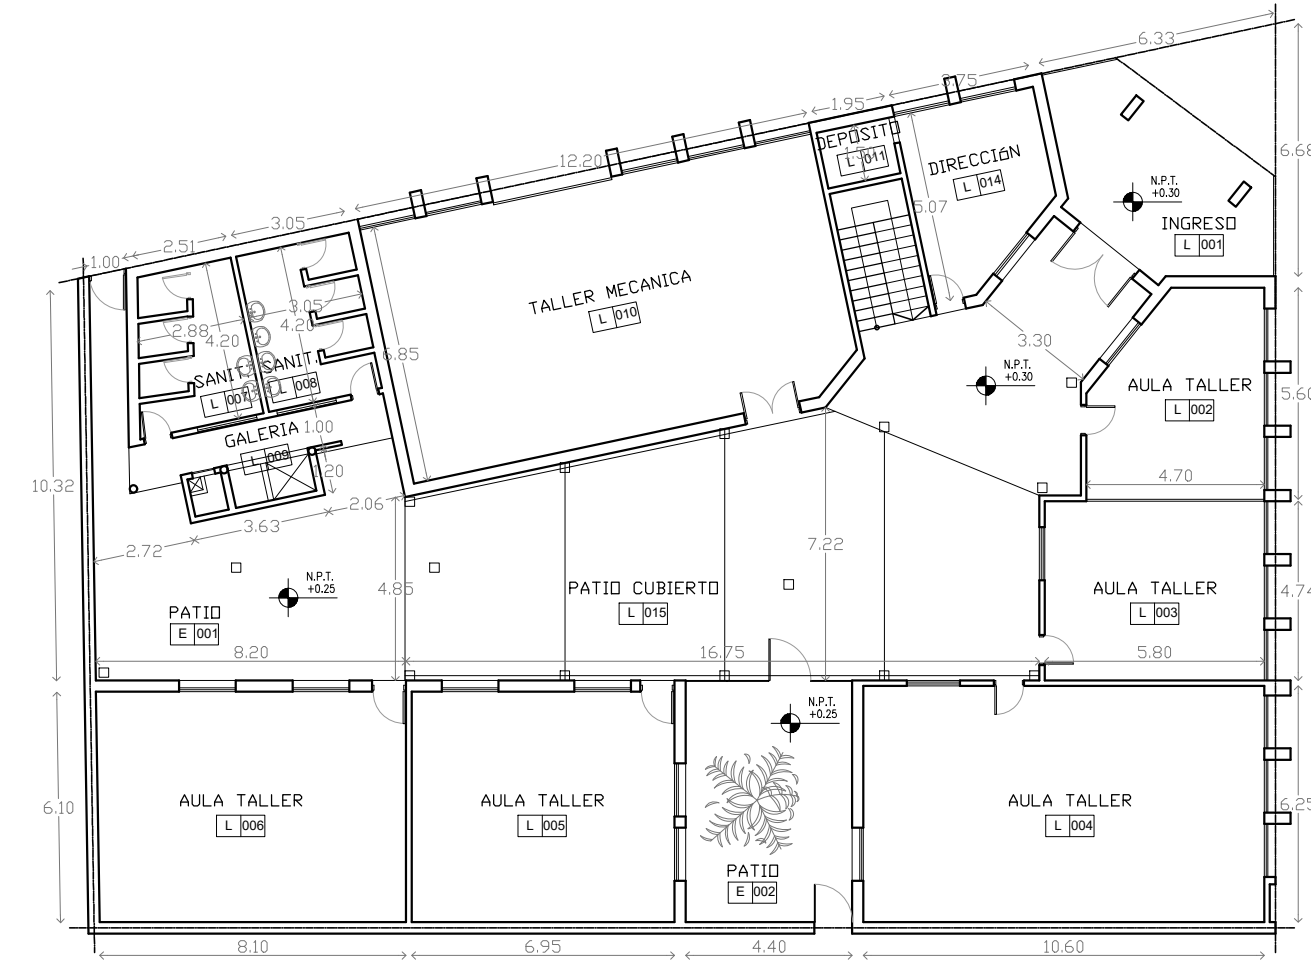 6.33
3.75
1.95
12.20
6.68
DEPOSITO
L 011
DIRECCIÓN
L 014
5.07
N.P.T.
+0.30
INGRESO
L 001
3.05
2.51
1.00
TALLER MECANICA
L 010
3.05
2.88
4.20
4.20
6.85
SANIT.
L 007
SANIT.
L 008
3.30
N.P.T.
+0.30
AULA TALLER
L 002
5.60
GALERIA
L 009
1.00
1.20
4.70
10.32
2.06
3.63
2.72
7.22
N.P.T.
+0.25
4.85
PATIO CUBIERTO
L 015
AULA TALLER
L 003
4.74
PATIO
E 001
8.20
16.75
5.80
N.P.T.
+0.25
AULA TALLER
L 006
AULA TALLER
L 005
AULA TALLER
L 004
6.10
6.25
PATIO
E 002
8.10
6.95
4.40
10.60